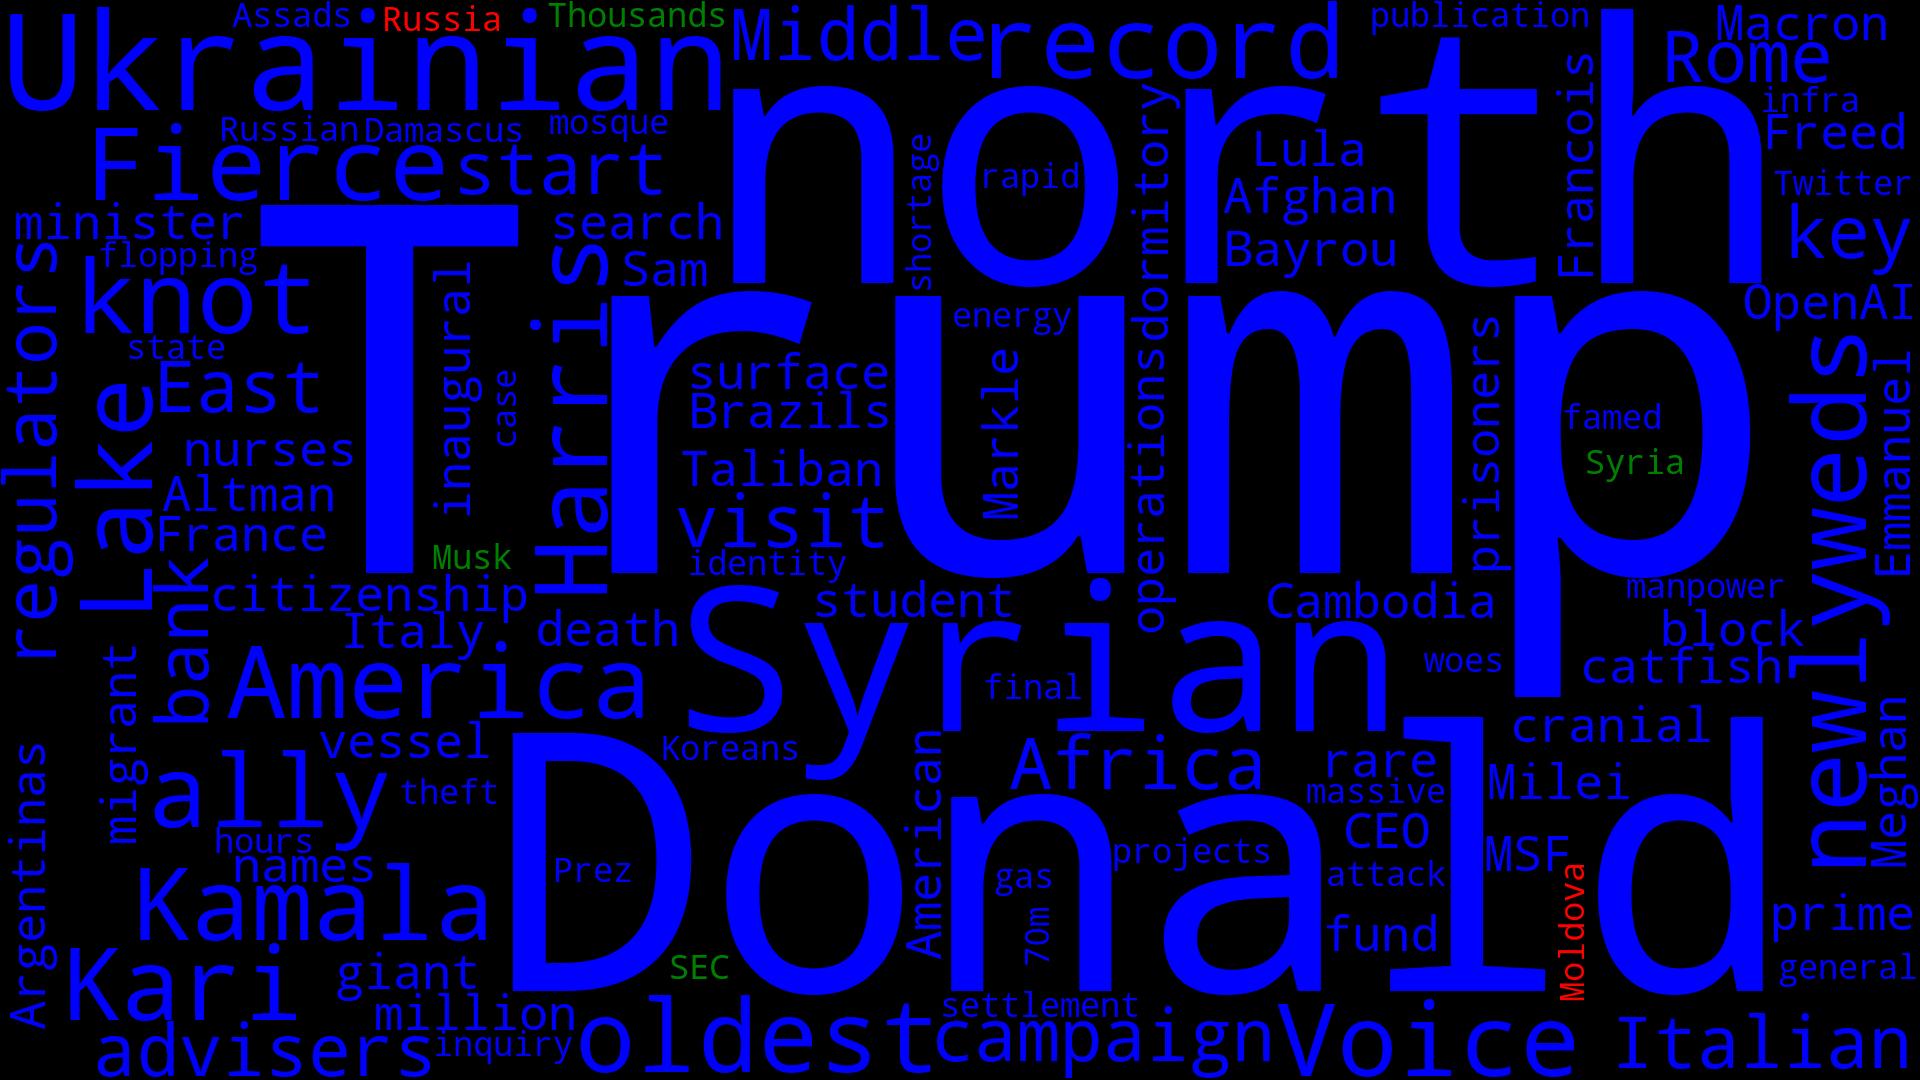 Assads • Russia • Thousands
publication
Macron
Ukrainian
Middle
record
Rome
infra
Freed
Russian
Damascus
mosque
north
Francois
Fierce
start
shortage
rapid
dormitory
Lula
Twitter
Afghan
key
minister
search
Bayrou
flopping
Sam
knot
regulators
inaugural
Harris
Trump
energy
prisoners
OpenAI
state
East
Lake
case
surface
Markle
operations
newlyweds
Emmanuel
Brazils
famed
nurses
Taliban
Syria
Altman
visit
France
Musk
identity
bank
citizenship
student
Cambodia
manpower
Italy
death
Syrian
block
migrant
America
final
woes
catfish
vessel
Koreans
American
Africa
rare
cranial
Meghan
Argentinas
ally
theft
massive
Milei
hours
names
Donald
projects
CEO
MSF
Kamala
Prez
gas
attack
Moldova
70m
fund
prime
Kari
giant
SEC
general
million
settlement
advisers
inquiry
oldest
campaign
Voice
Italian